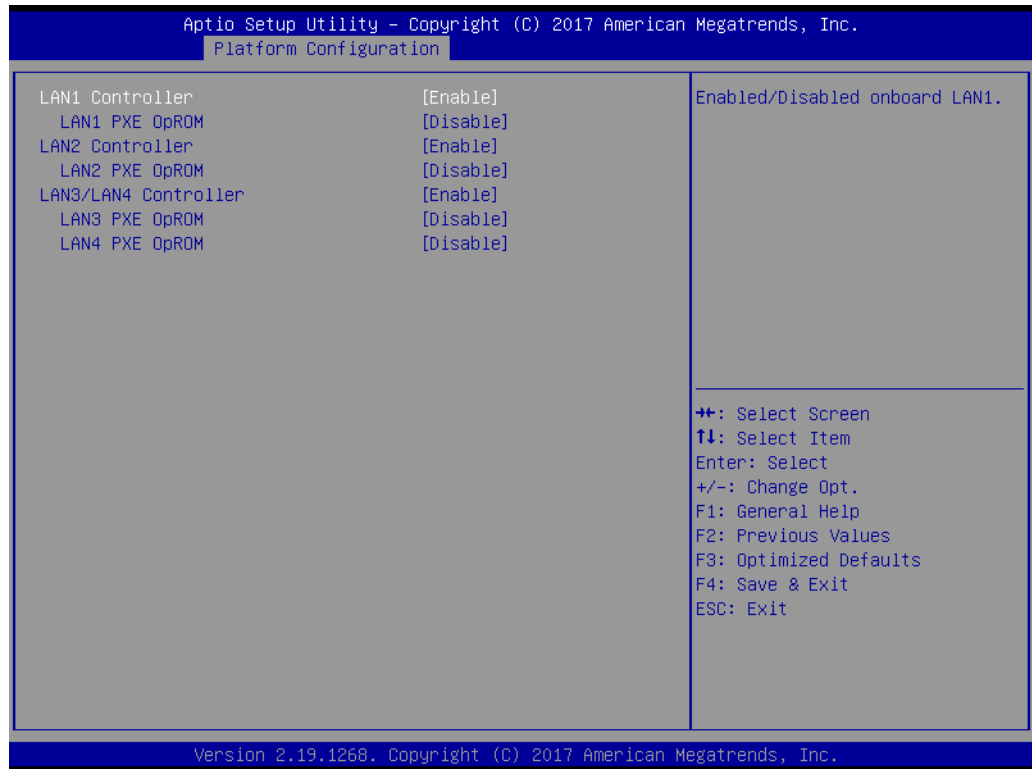 Aptio Setup Utility – Copyright (C) 2017 American Megatrends, Inc.
Platform Configuration
LAN1 Controller [Enable]
LAN1 PXE OpROM [Disable]
LAN2 Controller [Enable]
LAN2 PXE OpROM [Disable]
LAN3/LAN4 Controller [Enable]
LAN3 PXE OpROM [Disable]
LAN4 PXE OpROM [Disable]
Enabled/Disabled onboard LAN1.
→←: Select Screen
↑↓: Select Item
Enter: Select
+/-: Change Opt.
F1: General Help
F2: Previous Values
F3: Optimized Defaults
F4: Save & Exit
ESC: Exit
Version 2.19.1268. Copyright (C) 2017 American Megatrends, Inc.